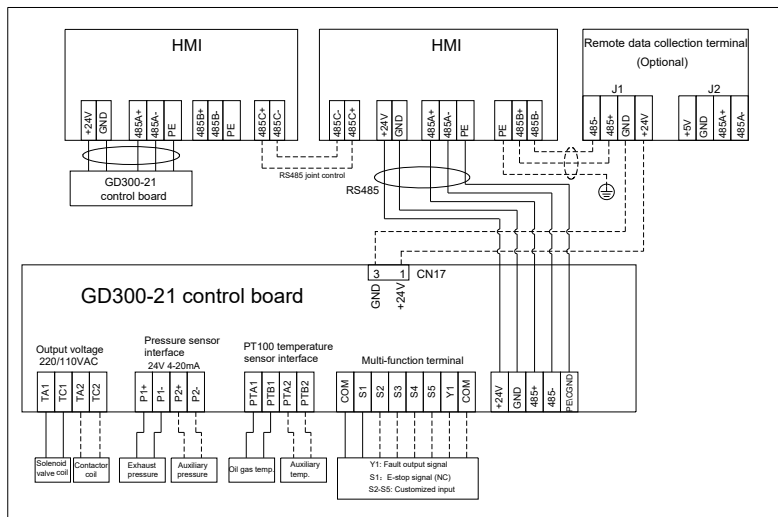 HMI
HMI
Remote data collection terminal
(Optional)
J1
J2
+24V
GND
485A+
485A-
PE
485B+
485B-
PE
485C+
485C-
485C-
485C+
+24V
GND
485A+
485A-
PE
PE
485B+
485B-
485-
485+
GND
+24V
+5V
GND
485A+
485A-
GD300-21
control board
RS485 joint control
RS485
3
1
CN17
GND
+24V
GD300-21 control board
Output voltage
220/110VAC
Pressure sensor
interface
24V 4-20mA
PT100 temperature
sensor interface
Multi-function terminal
TA1
TC1
TA2
TC2
P1+
P1-
P2+
P2-
PTA1
PTB1
PTA2
PTB2
COM
S1
S2
S3
S4
S5
Y1
COM
+24V
GND
485+
485-
PE\CGND
Solenoid
valve coil
Contactor
coil
Exhaust
pressure
Auxiliary
pressure
Oil gas temp.
Auxiliary
temp.
Y1: Fault output signal
S1: E-stop signal (NC)
S2-S5: Customized input